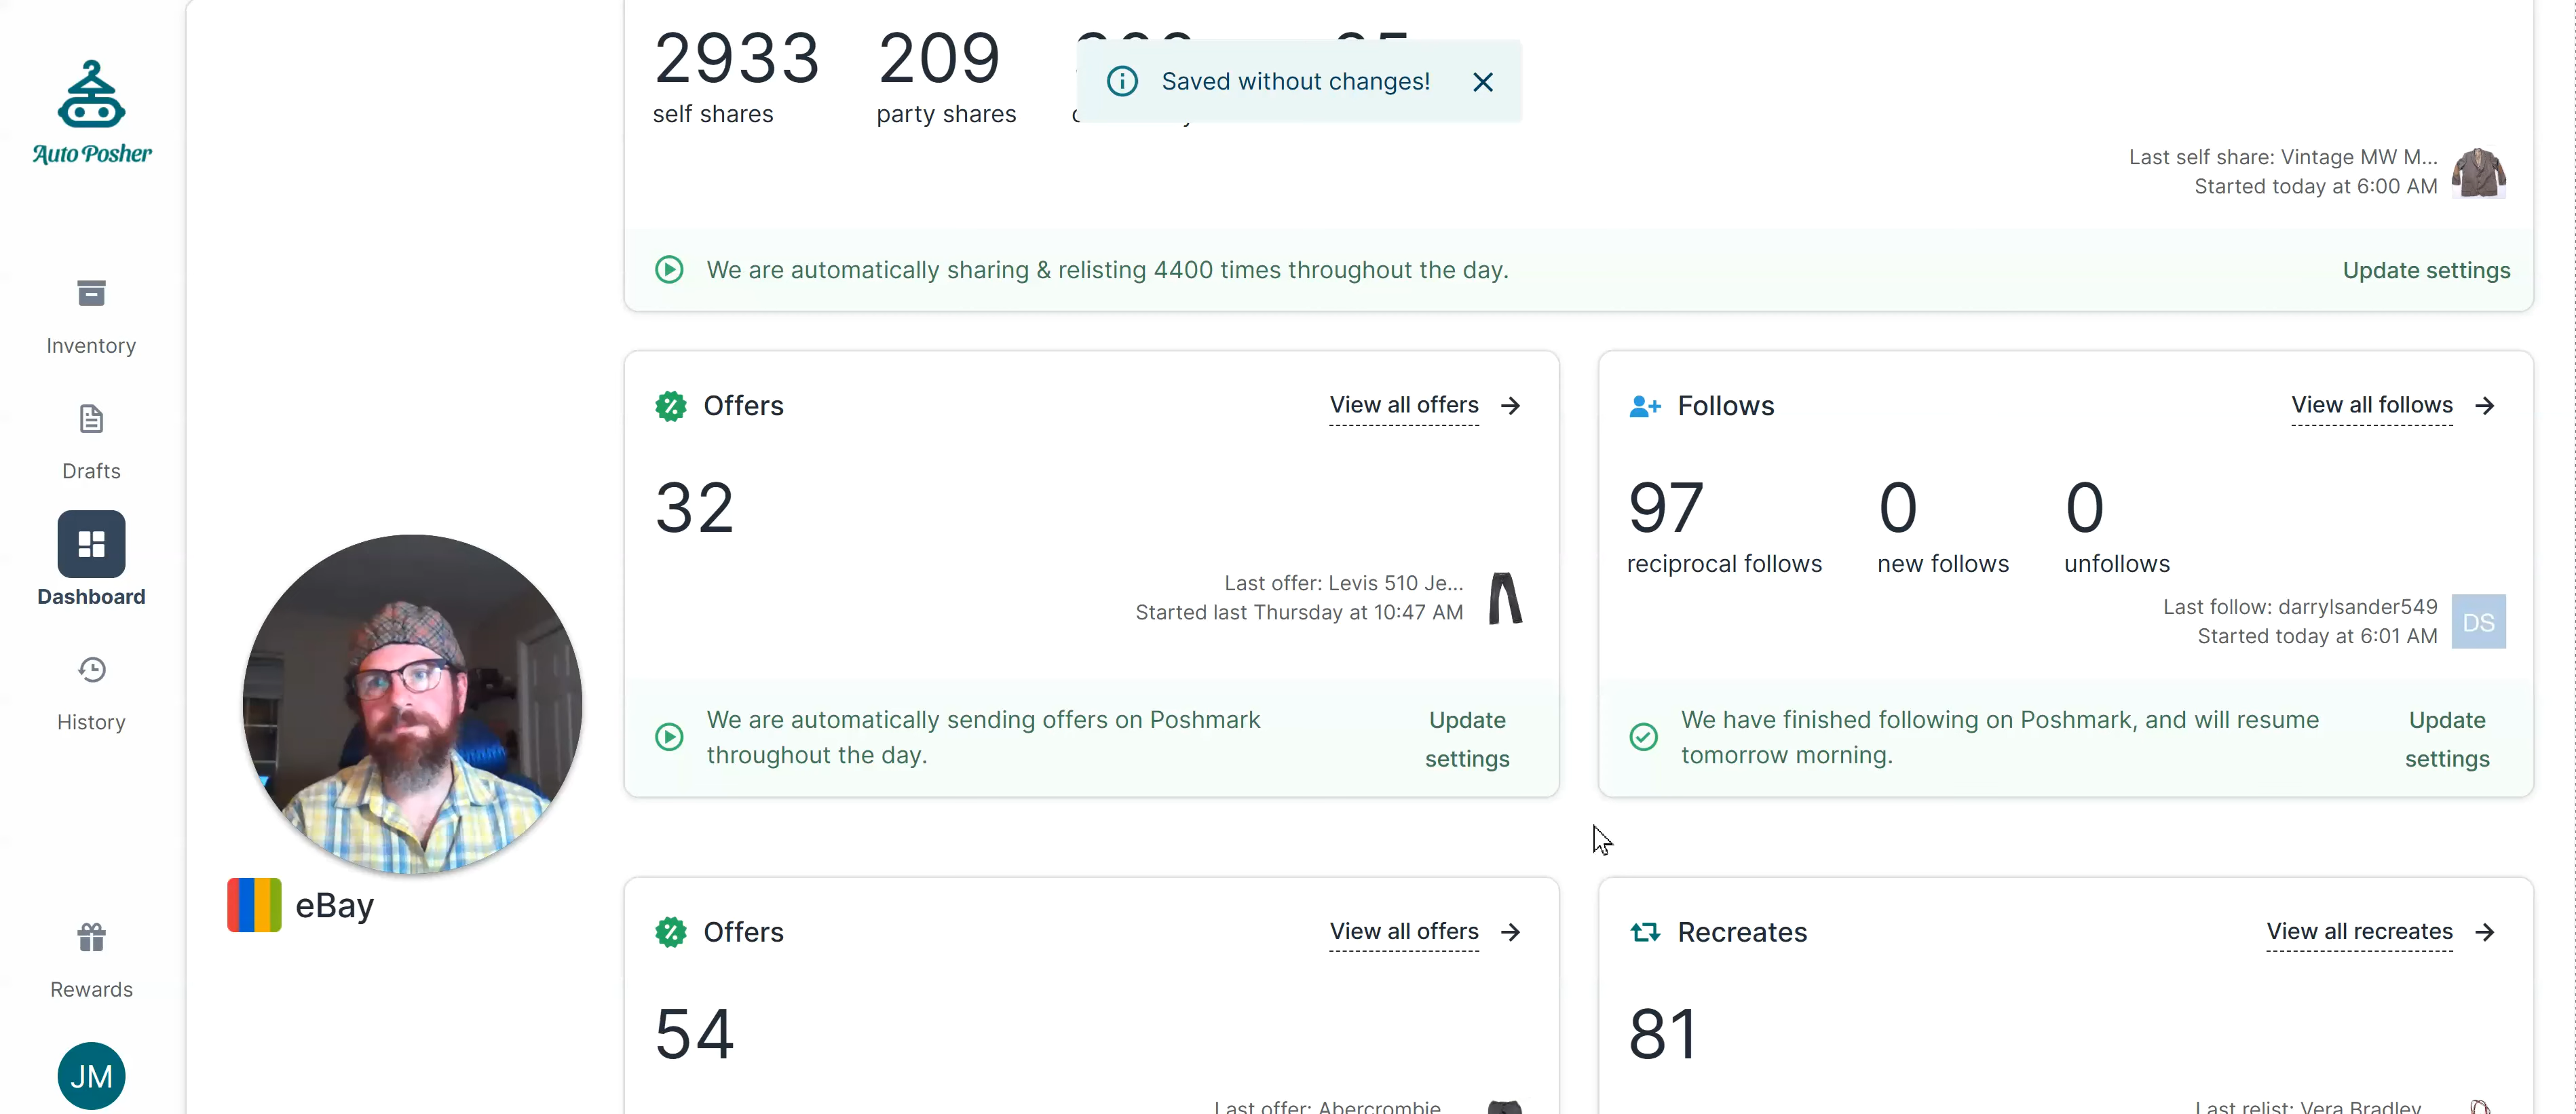 Auto Posher
Inventory
Drafts
Dashboard
History
Rewards
JM
2933
self shares
209
party shares
Saved without changes!
Last self share: Vintage MW M...
Started today at 6:00 AM
We are automatically sharing & relisting 4400 times throughout the day.
Update settings
Offers
View all offers
32
Last offer: Levis 510 Je...
Started last Thursday at 10:47 AM
We are automatically sending offers on Poshmark
throughout the day.
Update
settings
Follows
View all follows
97
reciprocal follows
0
new follows
0
unfollows
Last follow: darrylsander549
Started today at 6:01 AM
DS
We have finished following on Poshmark, and will resume
tomorrow morning.
Update
settings
eBay
Offers
View all offers
54
Last offer: Abercrombie
Recreates
View all recreates
81
Last relist: Vera Bradley